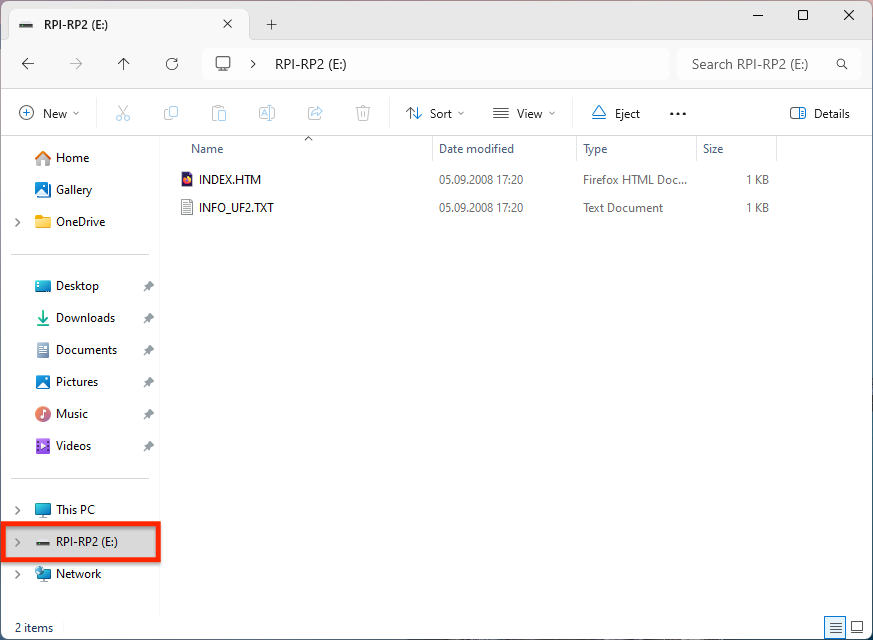 RPI-RP2 (E:)
RPI-RP2 (E:)
Search RPI-RP2 (E:)
New
Sort
View
Eject
Details
Home
Gallery
OneDrive
Desktop
Downloads
Documents
Pictures
Music
Videos
This PC
RPI-RP2 (E:)
Network
Name Date modified Type Size
INDEX.HTM 05.09.2008 17:20 Firefox HTML Doc... 1 KB
INFO_UF2.TXT 05.09.2008 17:20 Text Document 1 KB
2 items